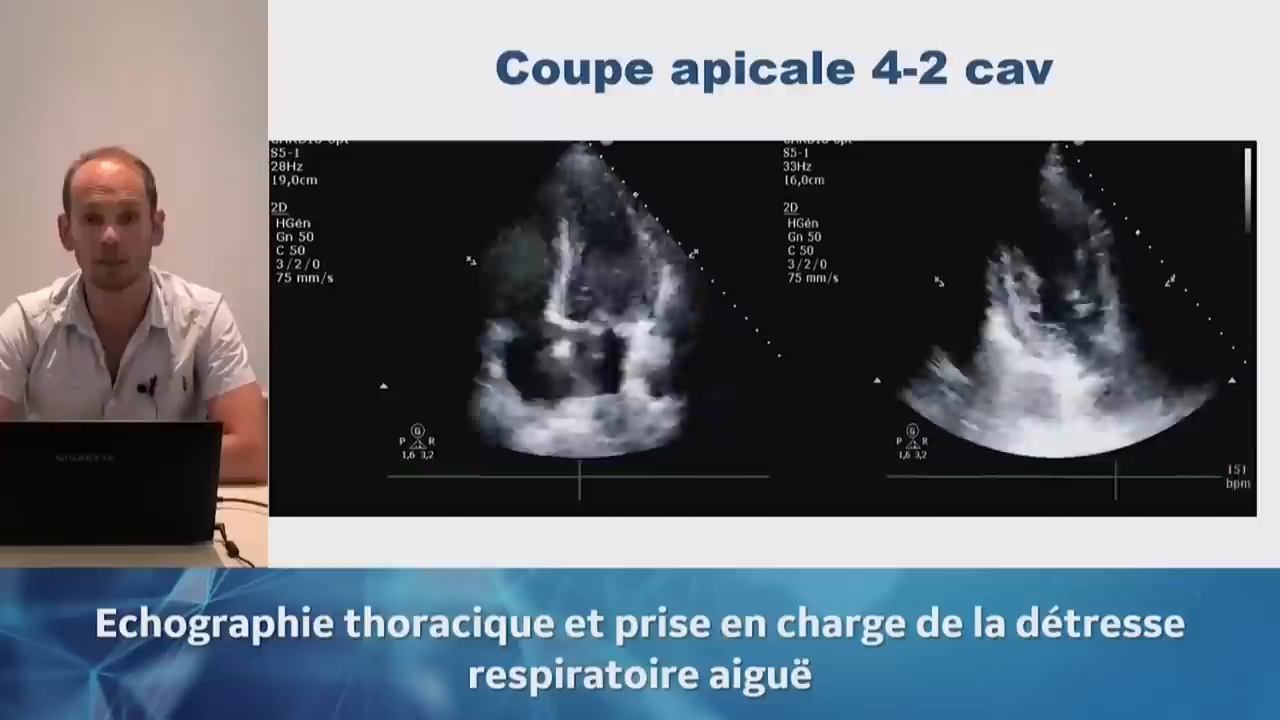 Coupe apicale 4-2 cav
S5-1
28Hz
19,0cm
2D
HGén
Gn 50
C 50
3/2/0
75 mm/s
P R
1,6 3,2
S5-1
33Hz
16,0cm
2D
HGén
Gn 50
C 50
3/2/0
75 mm/s
P R
1,6 3,2
151
bpm
GIGABYTE
Echographie thoracique et prise en charge de la détresse
respiratoire aiguë